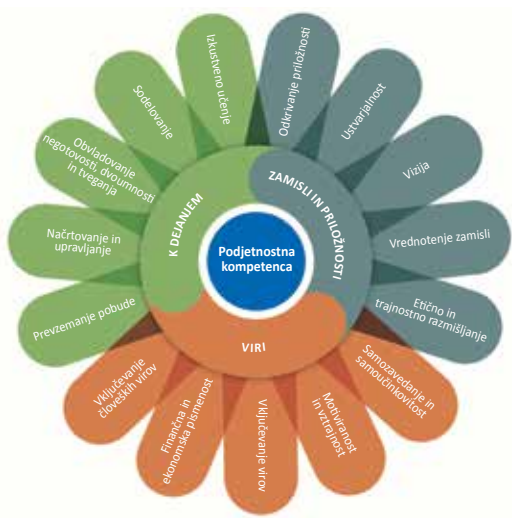 Podjetnostna
kompetenca
ZAMISLI IN PRILOŽNOSTI
Odkrivanje priložnosti
Ustvarjalnost
Vizija
Vrednotenje zamisli
Etično in
trajnostno razmišljanje
VIRI
Samozavedanje in
samoučinkovitost
Motiviranost
in vztrajnost
Vključevanje virov
Finančna in
ekonomska pismenost
Vključevanje
človeških virov
K DEJANJEM
Prevzemanje pobude
Načrtovanje in
upravljanje
Obvladovanje
negotovosti, dvoumnosti
in tveganja
Sodelovanje
Izkustveno učenje